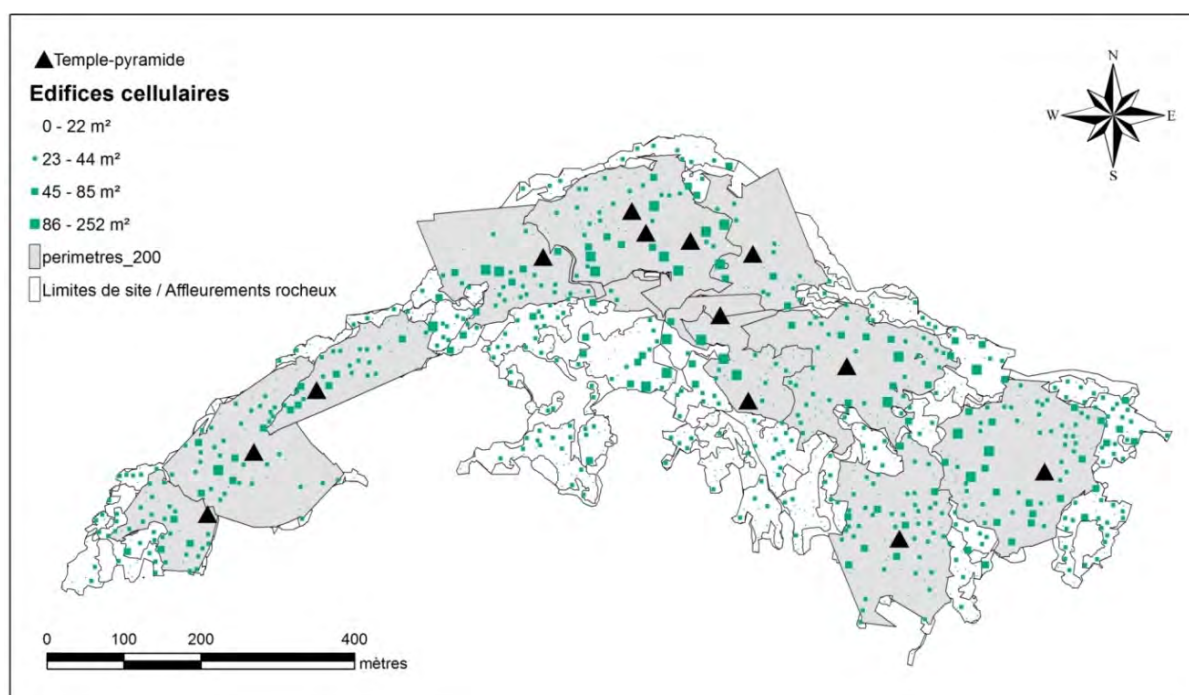 Temple-pyramide
Edifices cellulaires
0 - 22 m²
23 - 44 m²
45 - 85 m²
86 - 252 m²
perimetres_200
Limites de site / Affleurements rocheux
N
W
E
S
0 100 200 400
mètres